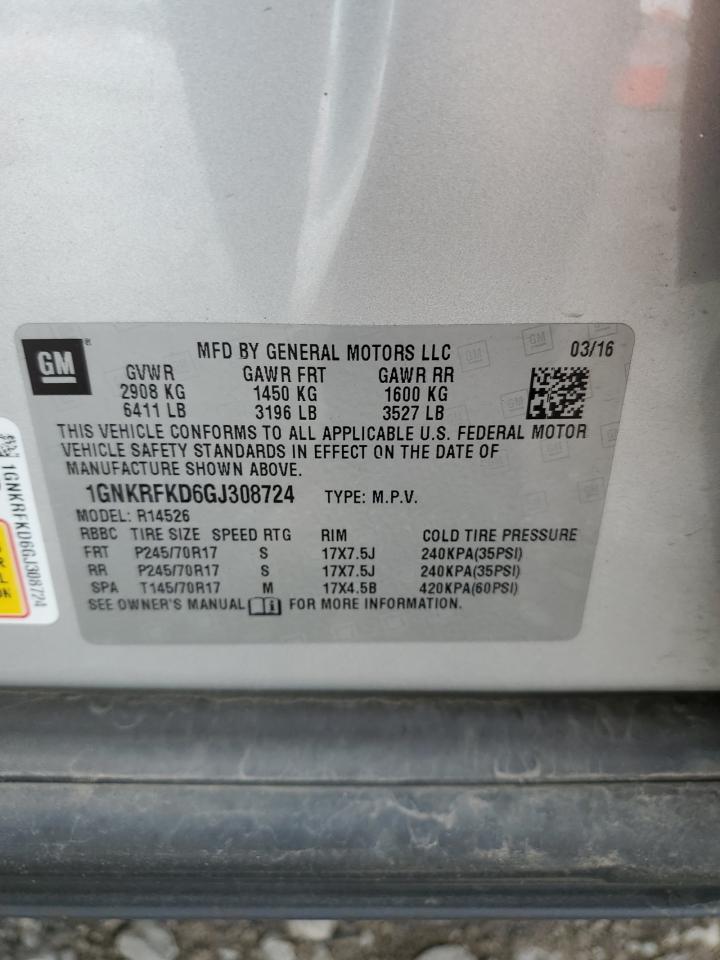 GM
MFD BY GENERAL MOTORS LLC 03/16
GVWR GAWR FRT GAWR RR
2908 KG 1450 KG 1600 KG
6411 LB 3196 LB 3527 LB
THIS VEHICLE CONFORMS TO ALL APPLICABLE U.S. FEDERAL MOTOR
VEHICLE SAFETY STANDARDS IN EFFECT ON THE DATE OF
MANUFACTURE SHOWN ABOVE.
1GNKRFKD6GJ308724 TYPE: M.P.V.
MODEL: R14526
RBBC TIRE SIZE SPEED RTG RIM COLD TIRE PRESSURE
FRT P245/70R17 S 17X7.5J 240KPA(35PSI)
RR P245/70R17 S 17X7.5J 240KPA(35PSI)
SPA T145/70R17 M 17X4.5B 420KPA(60PSI)
SEE OWNER'S MANUAL FOR MORE INFORMATION.
1GNKRFKD6GJ308724